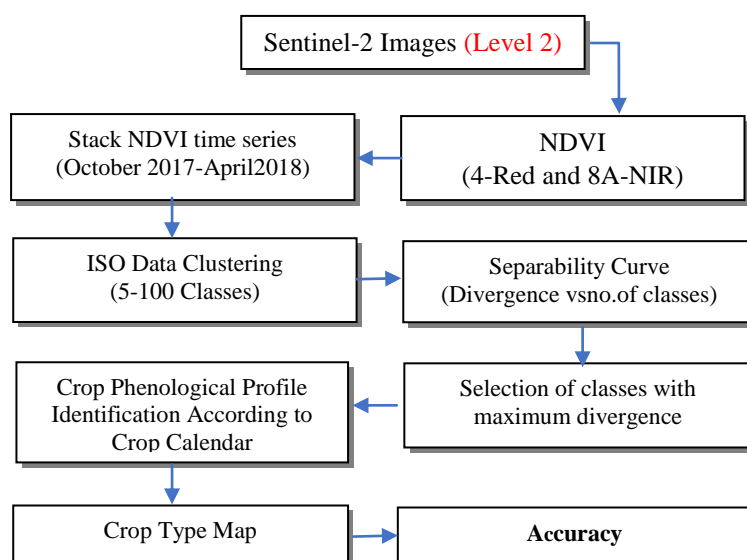 Sentinel-2 Images (Level 2)
NDVI
(4-Red and 8A-NIR)
Stack NDVI time series
(October 2017-April2018)
ISO Data Clustering
(5-100 Classes)
Separability Curve
(Divergence vsno.of classes)
Selection of classes with
maximum divergence
Crop Phenological Profile
Identification According to
Crop Calendar
Crop Type Map
Accuracy